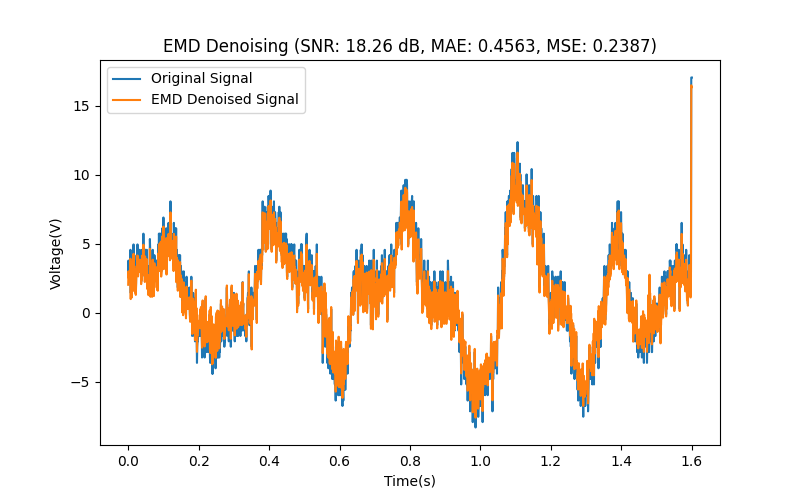 EMD Denoising (SNR: 18.26 dB, MAE: 0.4563, MSE: 0.2387)
Original Signal
EMD Denoised Signal
15
10
5
0
−5
Voltage(V)
0.0 0.2 0.4 0.6 0.8 1.0 1.2 1.4 1.6
Time(s)